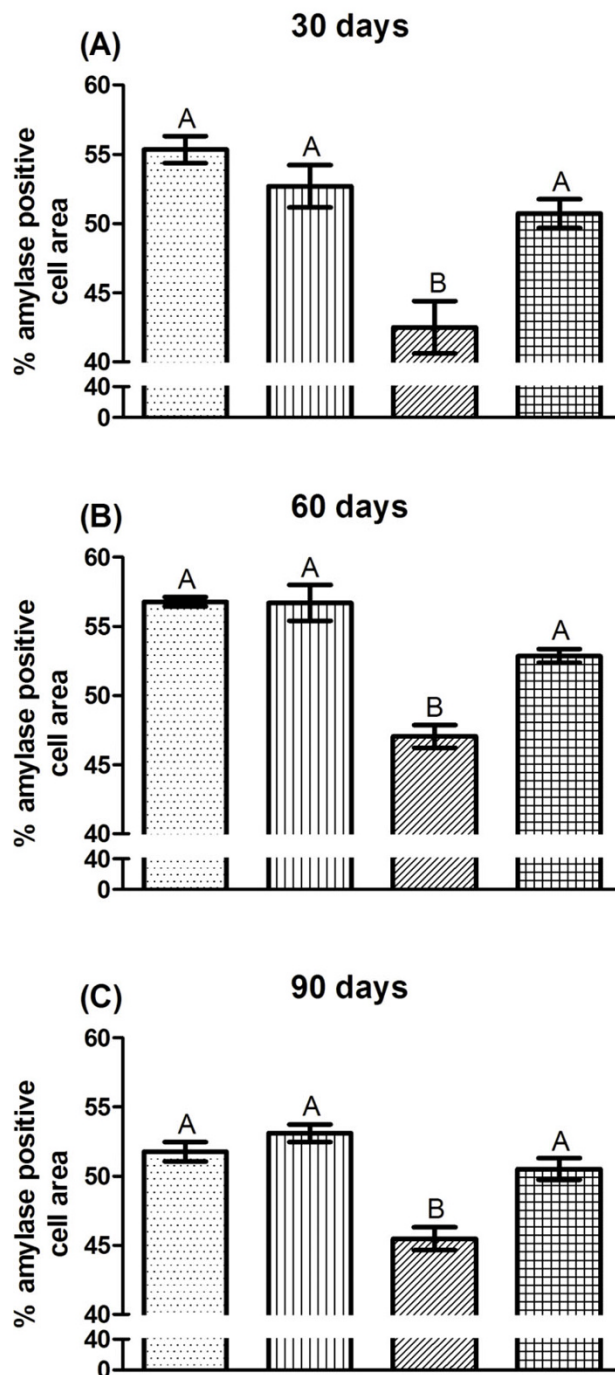 (A) 30 days
% amylase positive
cell area
60
55
50
45
40
40
0
A
A
B
A
(B) 60 days
% amylase positive
cell area
60
55
50
45
40
40
0
A
A
B
A
(C) 90 days
% amylase positive
cell area
60
55
50
45
40
40
0
A
A
B
A